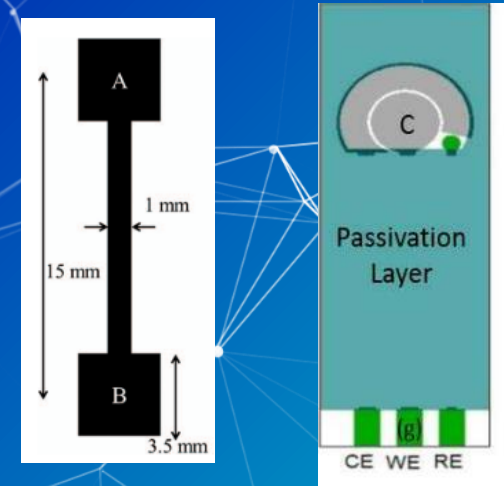 A
1 mm
15 mm
B
3.5 mm
C
Passivation
Layer
(g)
CE WE RE